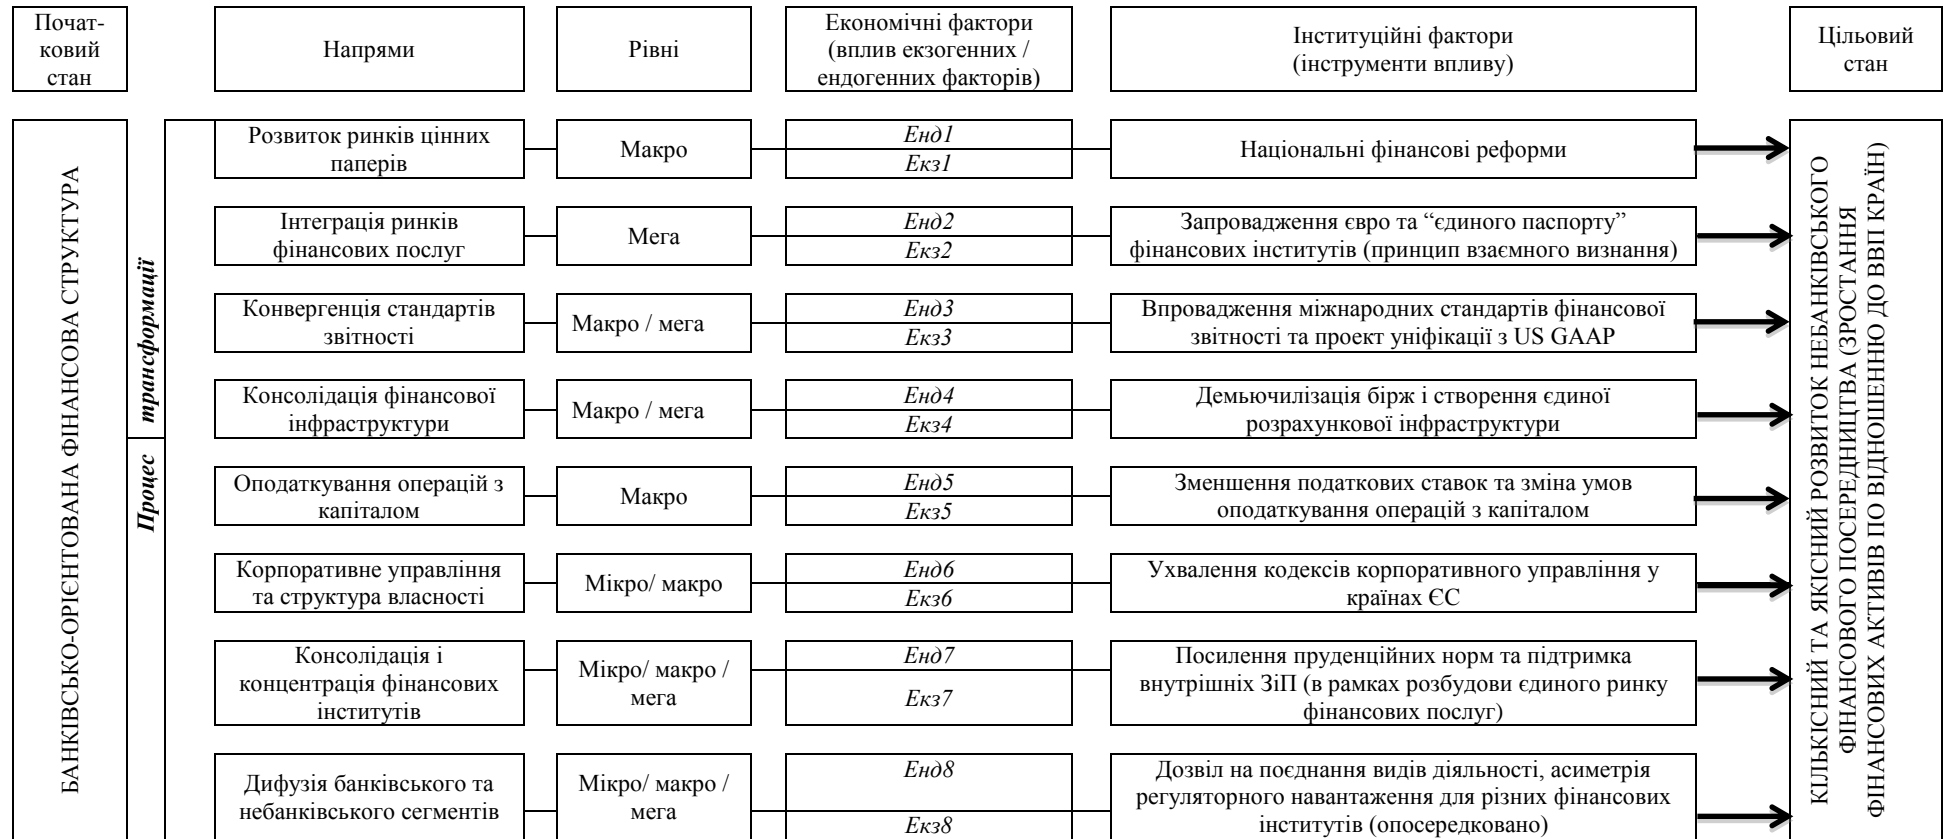 Почат-
ковий
стан
Напрями
Рівні
Економічні фактори
(вплив екзогенних /
ендогенних факторів)
Інституційні фактори
(інструменти впливу)
Цільовий
стан
БАНКІВСЬКО-ОРІЄНТОВАНА ФІНАНСОВА СТРУКТУРА
Процес трансформації
Розвиток ринків цінних
паперів
Макро
Енд1
Екз1
Національні фінансові реформи
Інтеграція ринків
фінансових послуг
Мега
Енд2
Екз2
Запровадження євро та “єдиного паспорту”
фінансових інститутів (принцип взаємного визнання)
Конвергенція стандартів
звітності
Макро / мега
Енд3
Екз3
Впровадження міжнародних стандартів фінансової
звітності та проект уніфікації з US GAAP
Консолідація фінансової
інфраструктури
Макро / мега
Енд4
Екз4
Демьючилізація бірж і створення єдиної
розрахункової інфраструктури
Оподаткування операцій з
капіталом
Макро
Енд5
Екз5
Зменшення податкових ставок та зміна умов
оподаткування операцій з капіталом
Корпоративне управління
та структура власності
Мікро/ макро
Енд6
Екз6
Ухвалення кодексів корпоративного управління у
країнах ЄС
Консолідація і
концентрація фінансових
інститутів
Мікро/ макро /
мега
Енд7
Екз7
Посилення пруденційних норм та підтримка
внутрішніх ЗіП (в рамках розбудови єдиного ринку
фінансових послуг)
Дифузія банківського та
небанківського сегментів
Мікро/ макро /
мега
Енд8
Екз8
Дозвіл на поєднання видів діяльності, асиметрія
регуляторного навантаження для різних фінансових
інститутів (опосередковано)
КІЛЬКІСНИЙ ТА ЯКІСНИЙ РОЗВИТОК НЕБАНКІВСЬКОГО
ФІНАНСОВОГО ПОСЕРЕДНИЦТВА (ЗРОСТАННЯ
ФІНАНСОВИХ АКТИВІВ ПО ВІДНОШЕННЮ ДО ВВП КРАЇН)